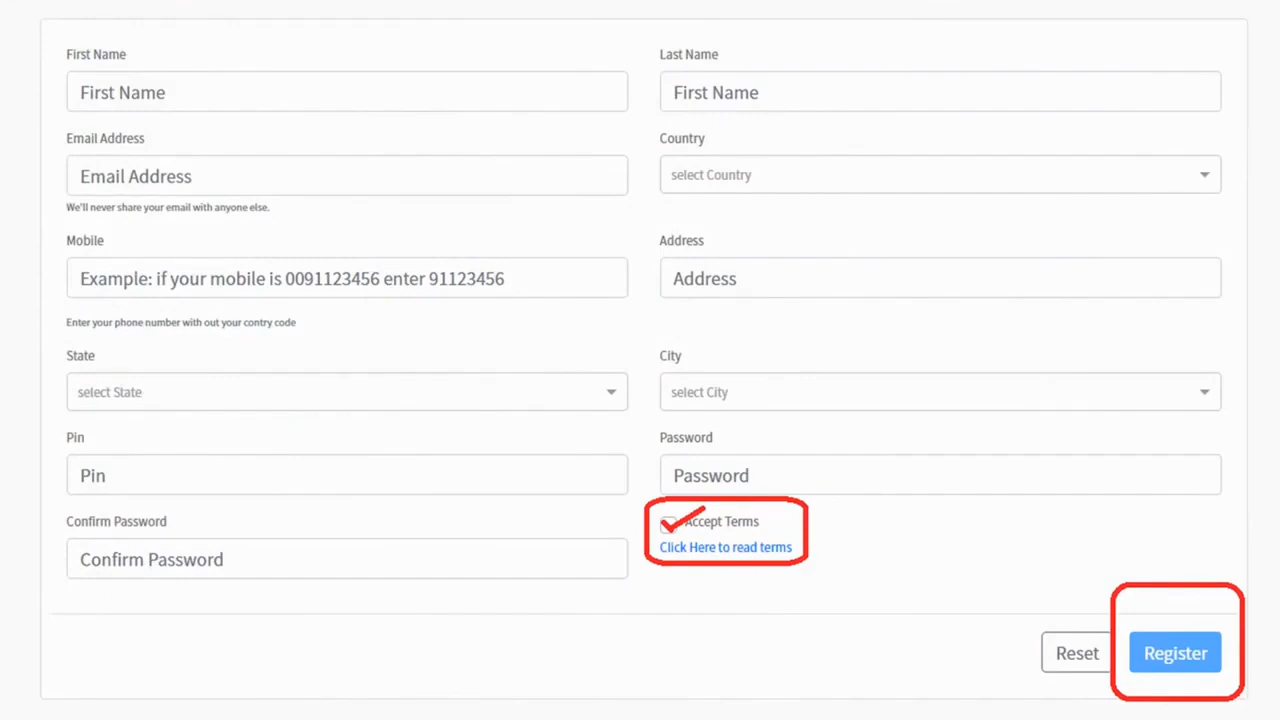 First Name
Last Name
First Name
First Name
Email Address
Country
Email Address
select Country
We'll never share your email with anyone else.
Mobile
Address
Example: if your mobile is 0091123456 enter 91123456
Address
Enter your phone number with out your contry code
State
City
select State
select City
Pin
Password
Pin
Password
Confirm Password
Accept Terms
Click Here to read terms
Confirm Password
Reset
Register